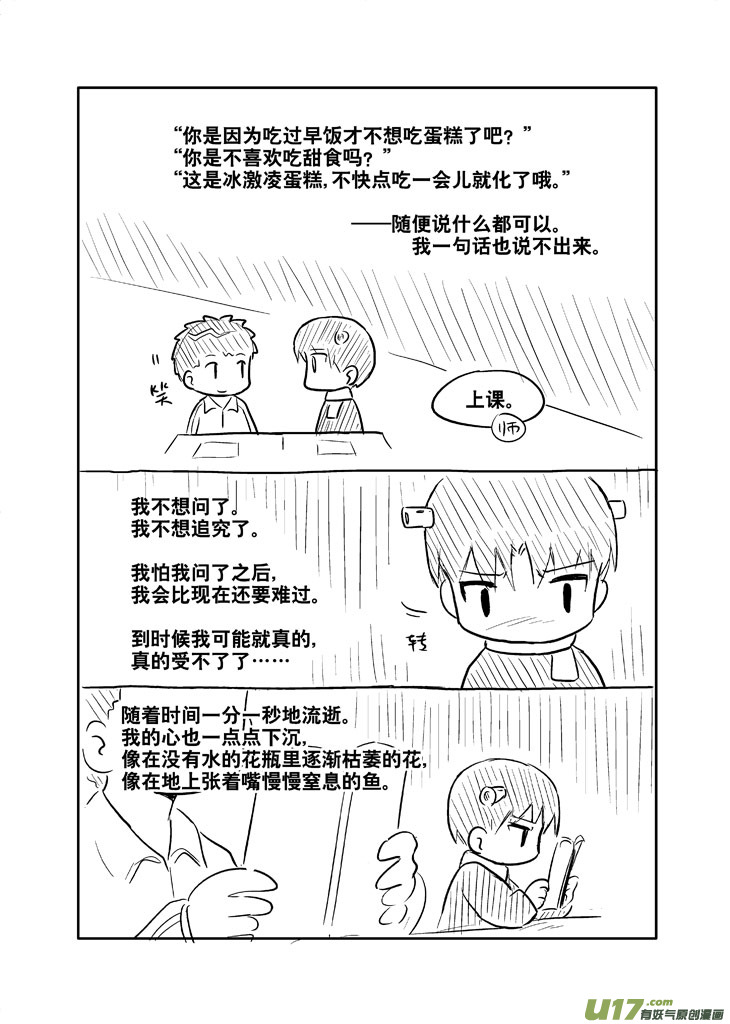 “你是因为吃过早饭才不想吃蛋糕了吧？”
“你是不喜欢吃甜食吗？”
“这是冰激凌蛋糕，不快点吃一会儿就化了哦。”
——随便说什么都可以。
我一句话也说不出来。
笑
上课。
师
我不想问了。
我不想追究了。
我怕我问了之后，
我会比现在还要难过。
到时候我可能就真的，
真的受不了了……
转
随着时间一分一秒地流逝。
我的心也一点点下沉，
像在没有水的花瓶里逐渐枯萎的花，
像在地上张着嘴慢慢窒息的鱼。
U17.com
有妖气原创漫画